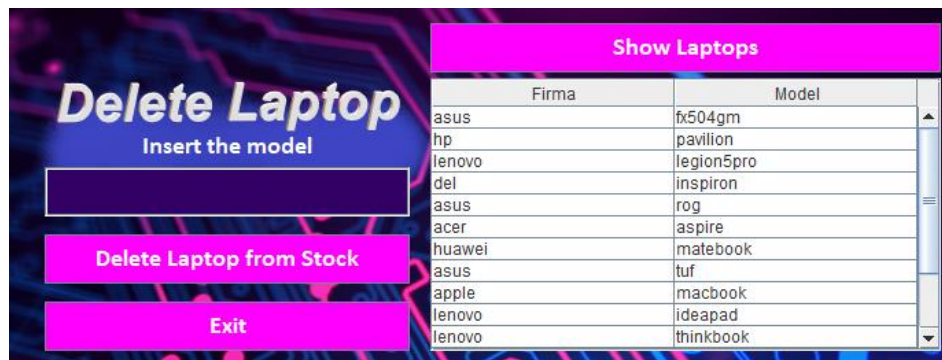 Delete Laptop
Insert the model
Delete Laptop from Stock
Exit
Show Laptops
Firma Model
asus fx504gm
hp pavilion
lenovo legion5pro
del inspiron
asus rog
acer aspire
huawei matebook
asus tuf
apple macbook
lenovo ideapad
lenovo thinkbook